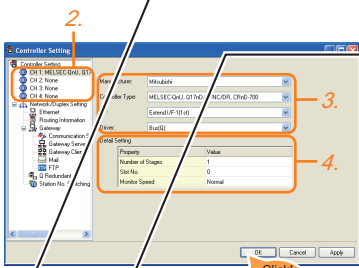 2.
Controller Setting
Controller Setting
CH 1: MELSEC-QnU, Q17
CH 2: None
CH 3: None
CH 4: None
Network/Duplex Setting
Ethernet
Routing Information
Gateway
Communication S
Gateway Serve
Gateway Client
Mail
FTP
Q Redundant
Station No.
Manufacturer:
Mitsubishi
Controller Type:
MELSEC-QnU, Q17nD, NC/DR, CRnD-700
Extend I/F-1(1st)
Driver:
Bus(Q)
3.
Detail Setting
Property
Value
Number of Stages
1
Slot No.
0
Monitor Speed
Normal
4.
OK
Cancel
Apply
Click!